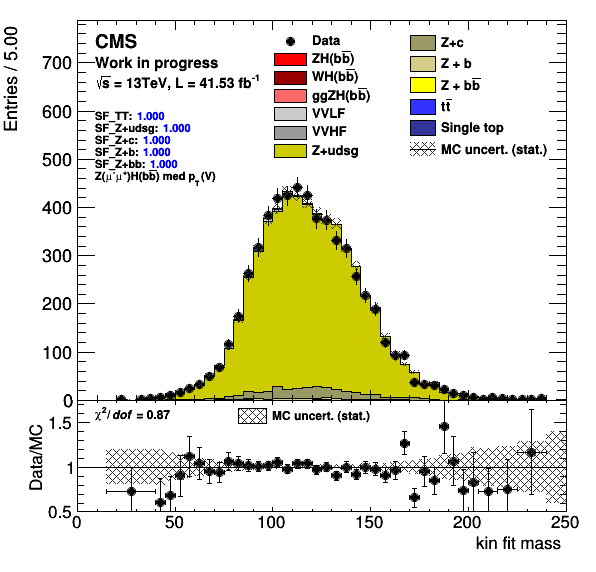 CMS
Work in progress
√s = 13TeV, L = 41.53 fb⁻¹
SF_TT: 1.000
SF_Z+udsg: 1.000
SF_Z+c: 1.000
SF_Z+b: 1.000
SF_Z+bb: 1.000
Z(μ⁻μ⁺)H(bb̅) med p_T(V)
Data
ZH(bb̅)
WH(bb̅)
ggZH(bb̅)
VVLF
VVHF
Z+udsg
Z+c
Z + b
Z + bb̅
tt̅
Single top
MC uncert. (stat.)
Entries / 5.00
700
600
500
400
300
200
100
0
χ²/dof = 0.87
MC uncert. (stat.)
Data/MC
1.5
1
0.5
0 50 100 150 200 250
kin fit mass